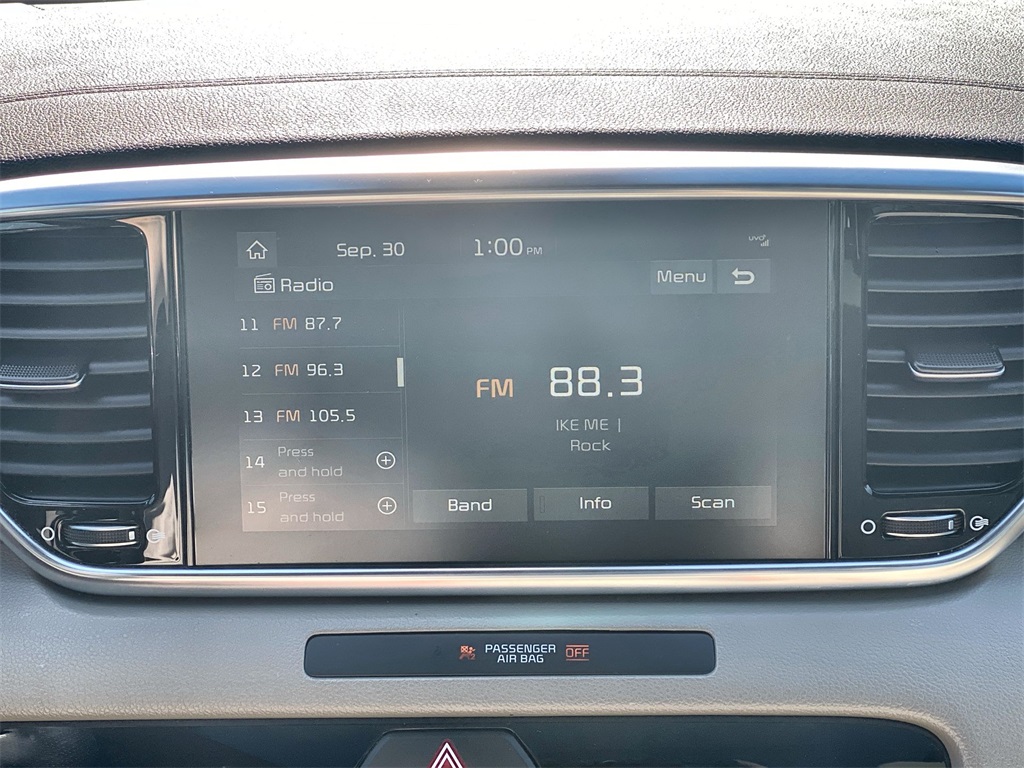 Sep. 30 1:00 PM UVO
Radio Menu
11 FM 87.7
12 FM 96.3
13 FM 105.5
14 Press and hold
15 Press and hold
FM 88.3
IKE ME |
Rock
Band Info Scan
PASSENGER AIR BAG OFF